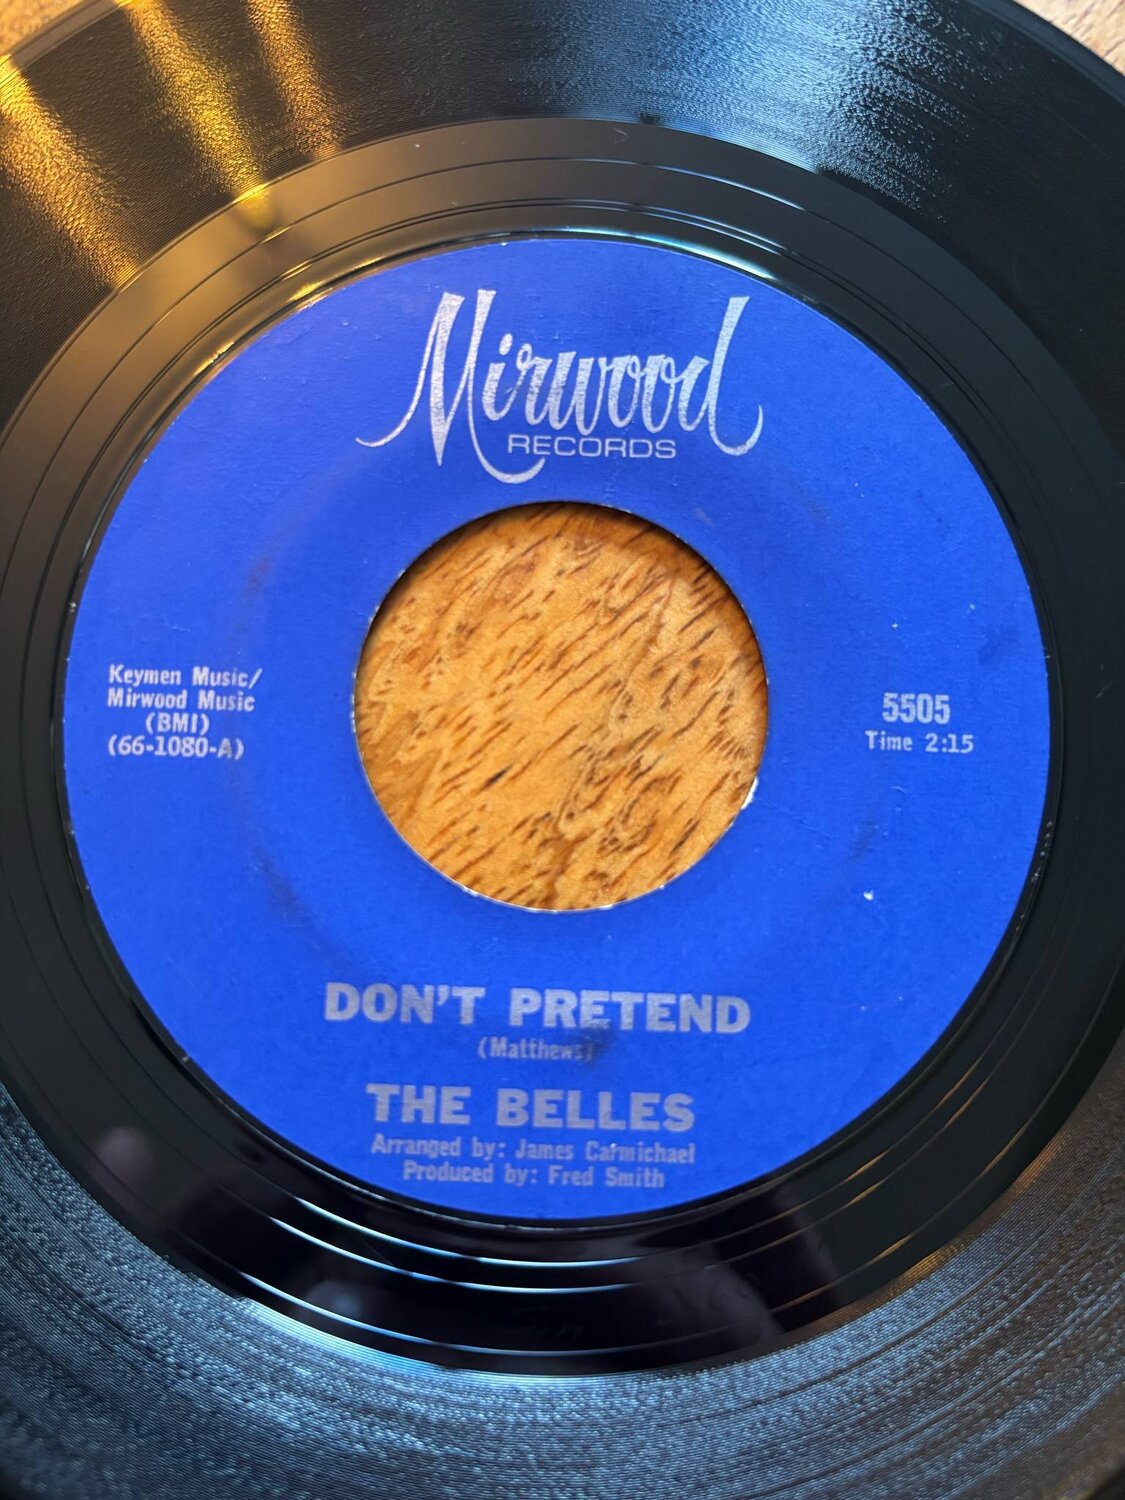 Mirwood
RECORDS
Keymen Music/
Mirwood Music
(BMI)
(66-1080-A)
5505
Time 2:15
DON'T PRETEND
(Matthews)
THE BELLES
Arranged by: James Carmichael
Produced by: Fred Smith